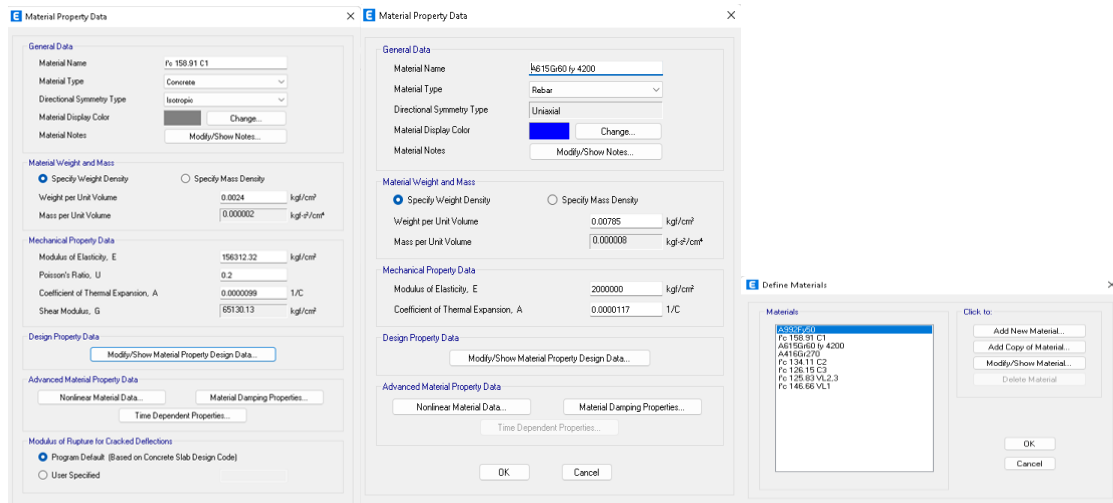 Material Property Data
General Data
Material Name f'c 158.91 C1
Material Type Concrete
Directional Symmetry Type Isotropic
Material Display Color Change...
Material Notes Modify/Show Notes...
Material Weight and Mass
Specify Weight Density Specify Mass Density
Weight per Unit Volume 0.0024 kgf/cm³
Mass per Unit Volume 0.000002 kgf-s²/cm⁴
Mechanical Property Data
Modulus of Elasticity, E 156312.32 kgf/cm²
Poisson's Ratio, U 0.2
Coefficient of Thermal Expansion, A 0.0000099 1/C
Shear Modulus, G 65130.13 kgf/cm²
Design Property Data
Modify/Show Material Property Design Data...
Advanced Material Property Data
Nonlinear Material Data... Material Damping Properties...
Time Dependent Properties...
Modulus of Rupture for Cracked Deflections
Program Default (Based on Concrete Slab Design Code)
User Specified
Material Property Data
General Data
Material Name A615Gr60 fy 4200
Material Type Rebar
Directional Symmetry Type Uniaxial
Material Display Color Change...
Material Notes Modify/Show Notes...
Material Weight and Mass
Specify Weight Density Specify Mass Density
Weight per Unit Volume 0.00785 kgf/cm³
Mass per Unit Volume 0.000008 kgf-s²/cm⁴
Mechanical Property Data
Modulus of Elasticity, E 2000000 kgf/cm²
Coefficient of Thermal Expansion, A 0.0000117 1/C
Design Property Data
Modify/Show Material Property Design Data...
Advanced Material Property Data
Nonlinear Material Data... Material Damping Properties...
Time Dependent Properties...
OK Cancel
Define Materials
Materials
A992Fy50
f'c 158.91 C1
A615Gr60 fy 4200
A416Gr270
f'c 134.11 C2
f'c 126.15 C3
f'c 125.83 VL2,3
f'c 146.66 VL1
Click to:
Add New Material...
Add Copy of Material...
Modify/Show Material...
Delete Material
OK
Cancel